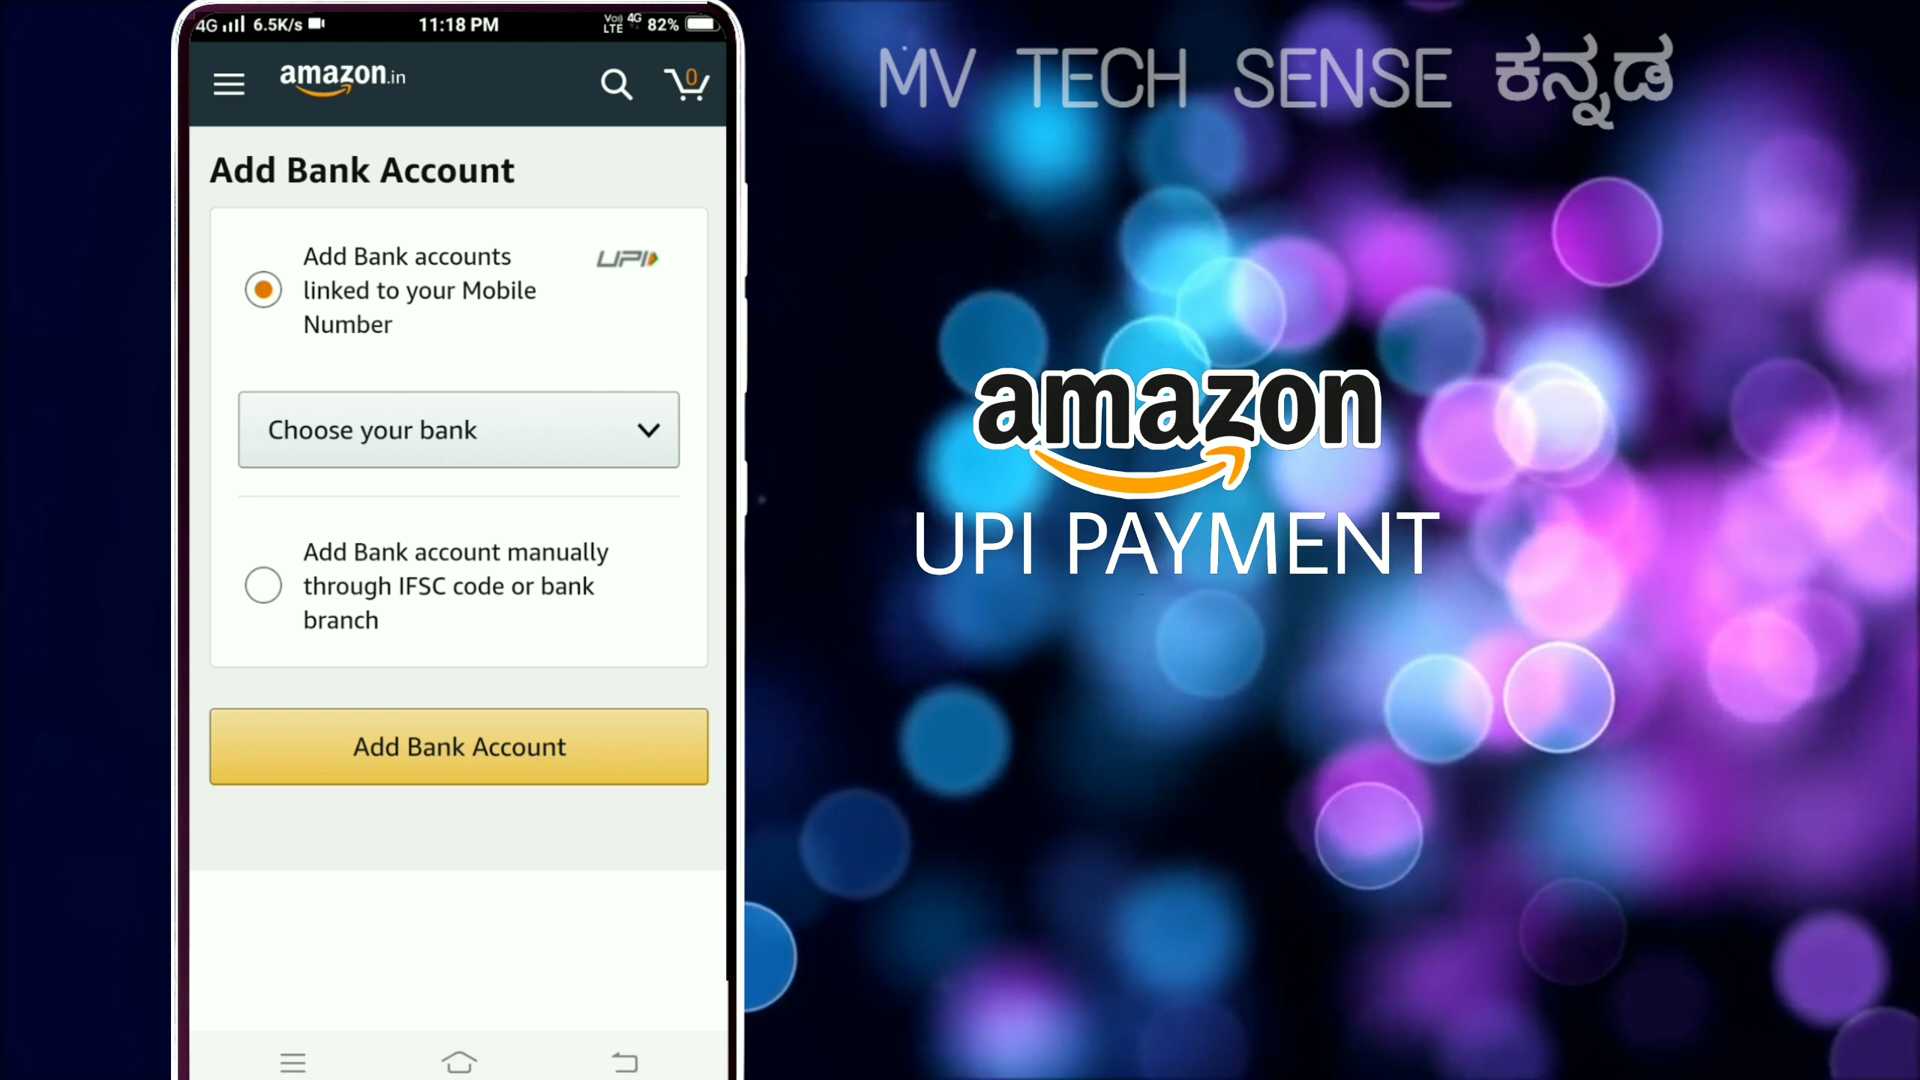 4G 6.5K/s 11:18 PM VoLTE 4G 82%
amazon.in
0
Add Bank Account
Add Bank accounts
linked to your Mobile
Number
UPI
Choose your bank
Add Bank account manually
through IFSC code or bank
branch
Add Bank Account
MV TECH SENSE ಕನ್ನಡ
amazon
UPI PAYMENT